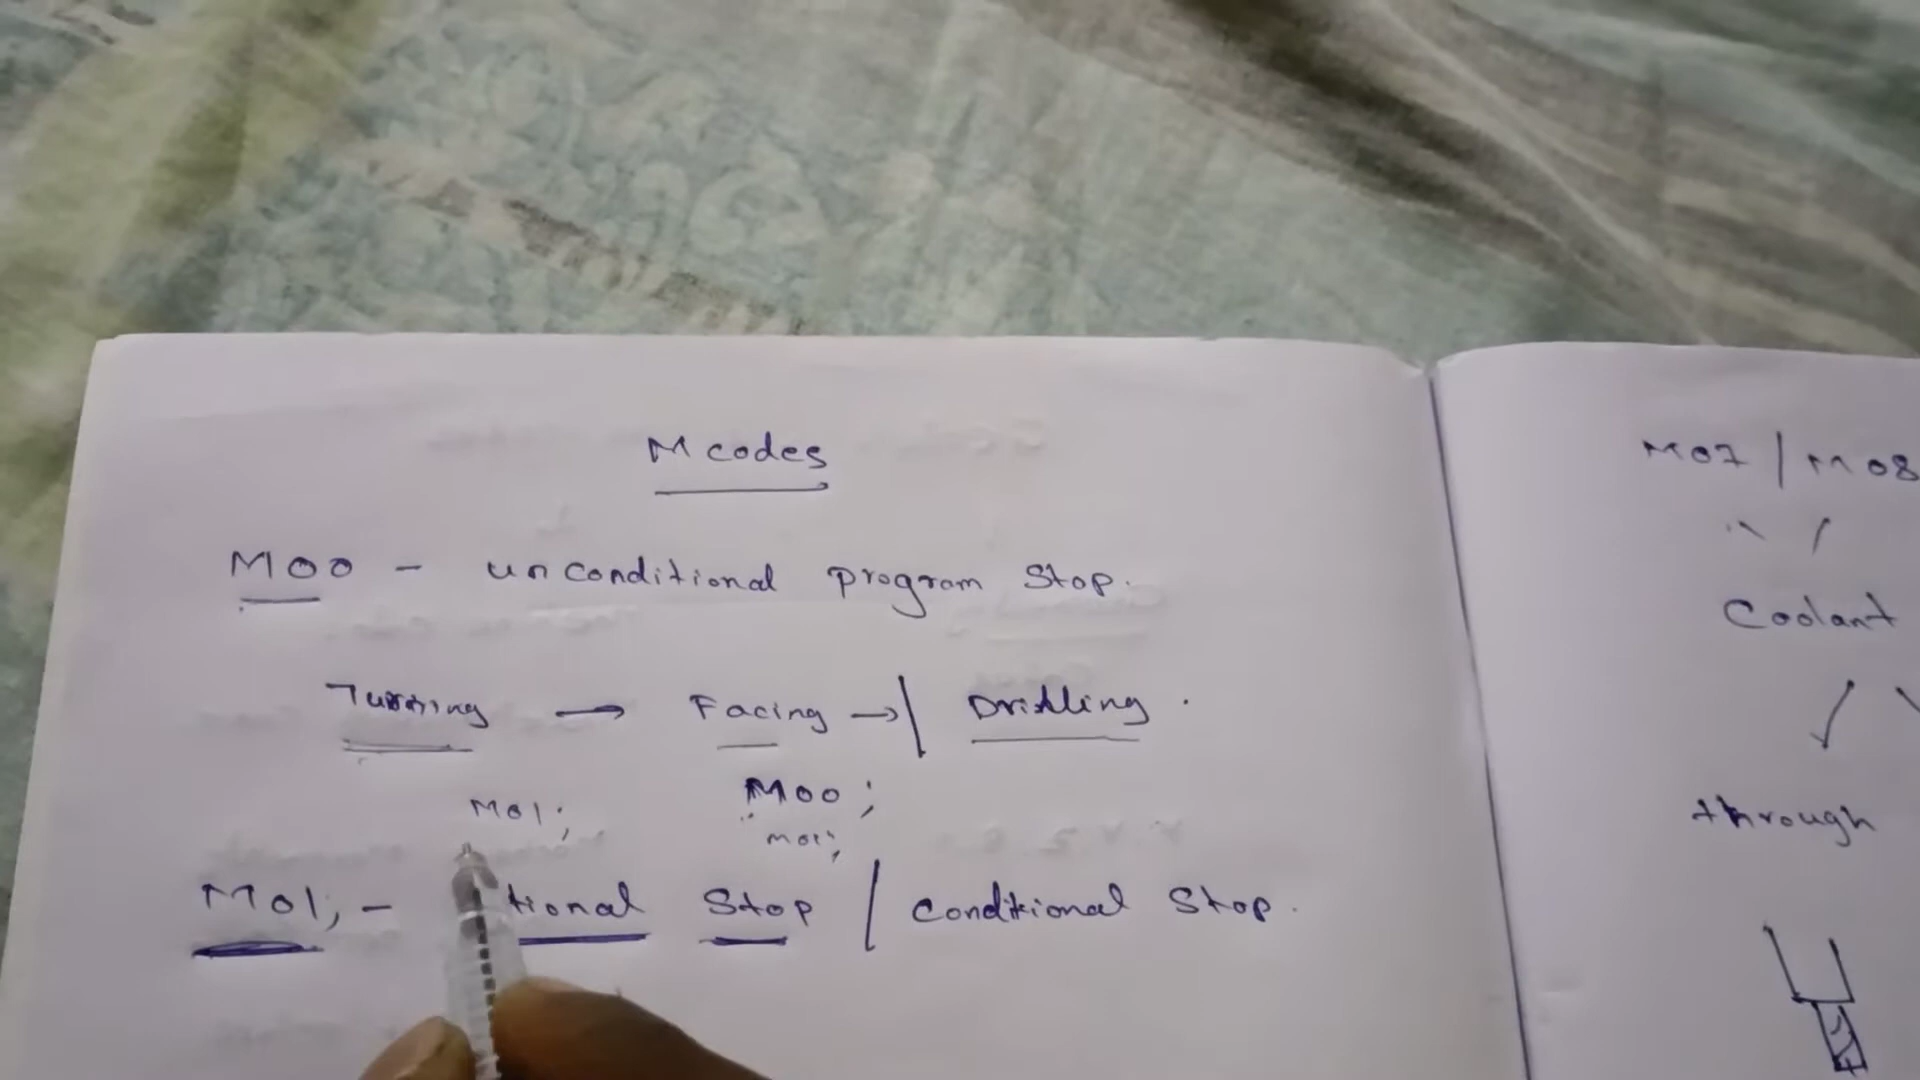 M codes
M00 - unconditional program Stop.
Turning → Facing → | Drilling .
M01; M00;
M01;
M01; - tional Stop / Conditional Stop.
M07 / M08
Coolant
through